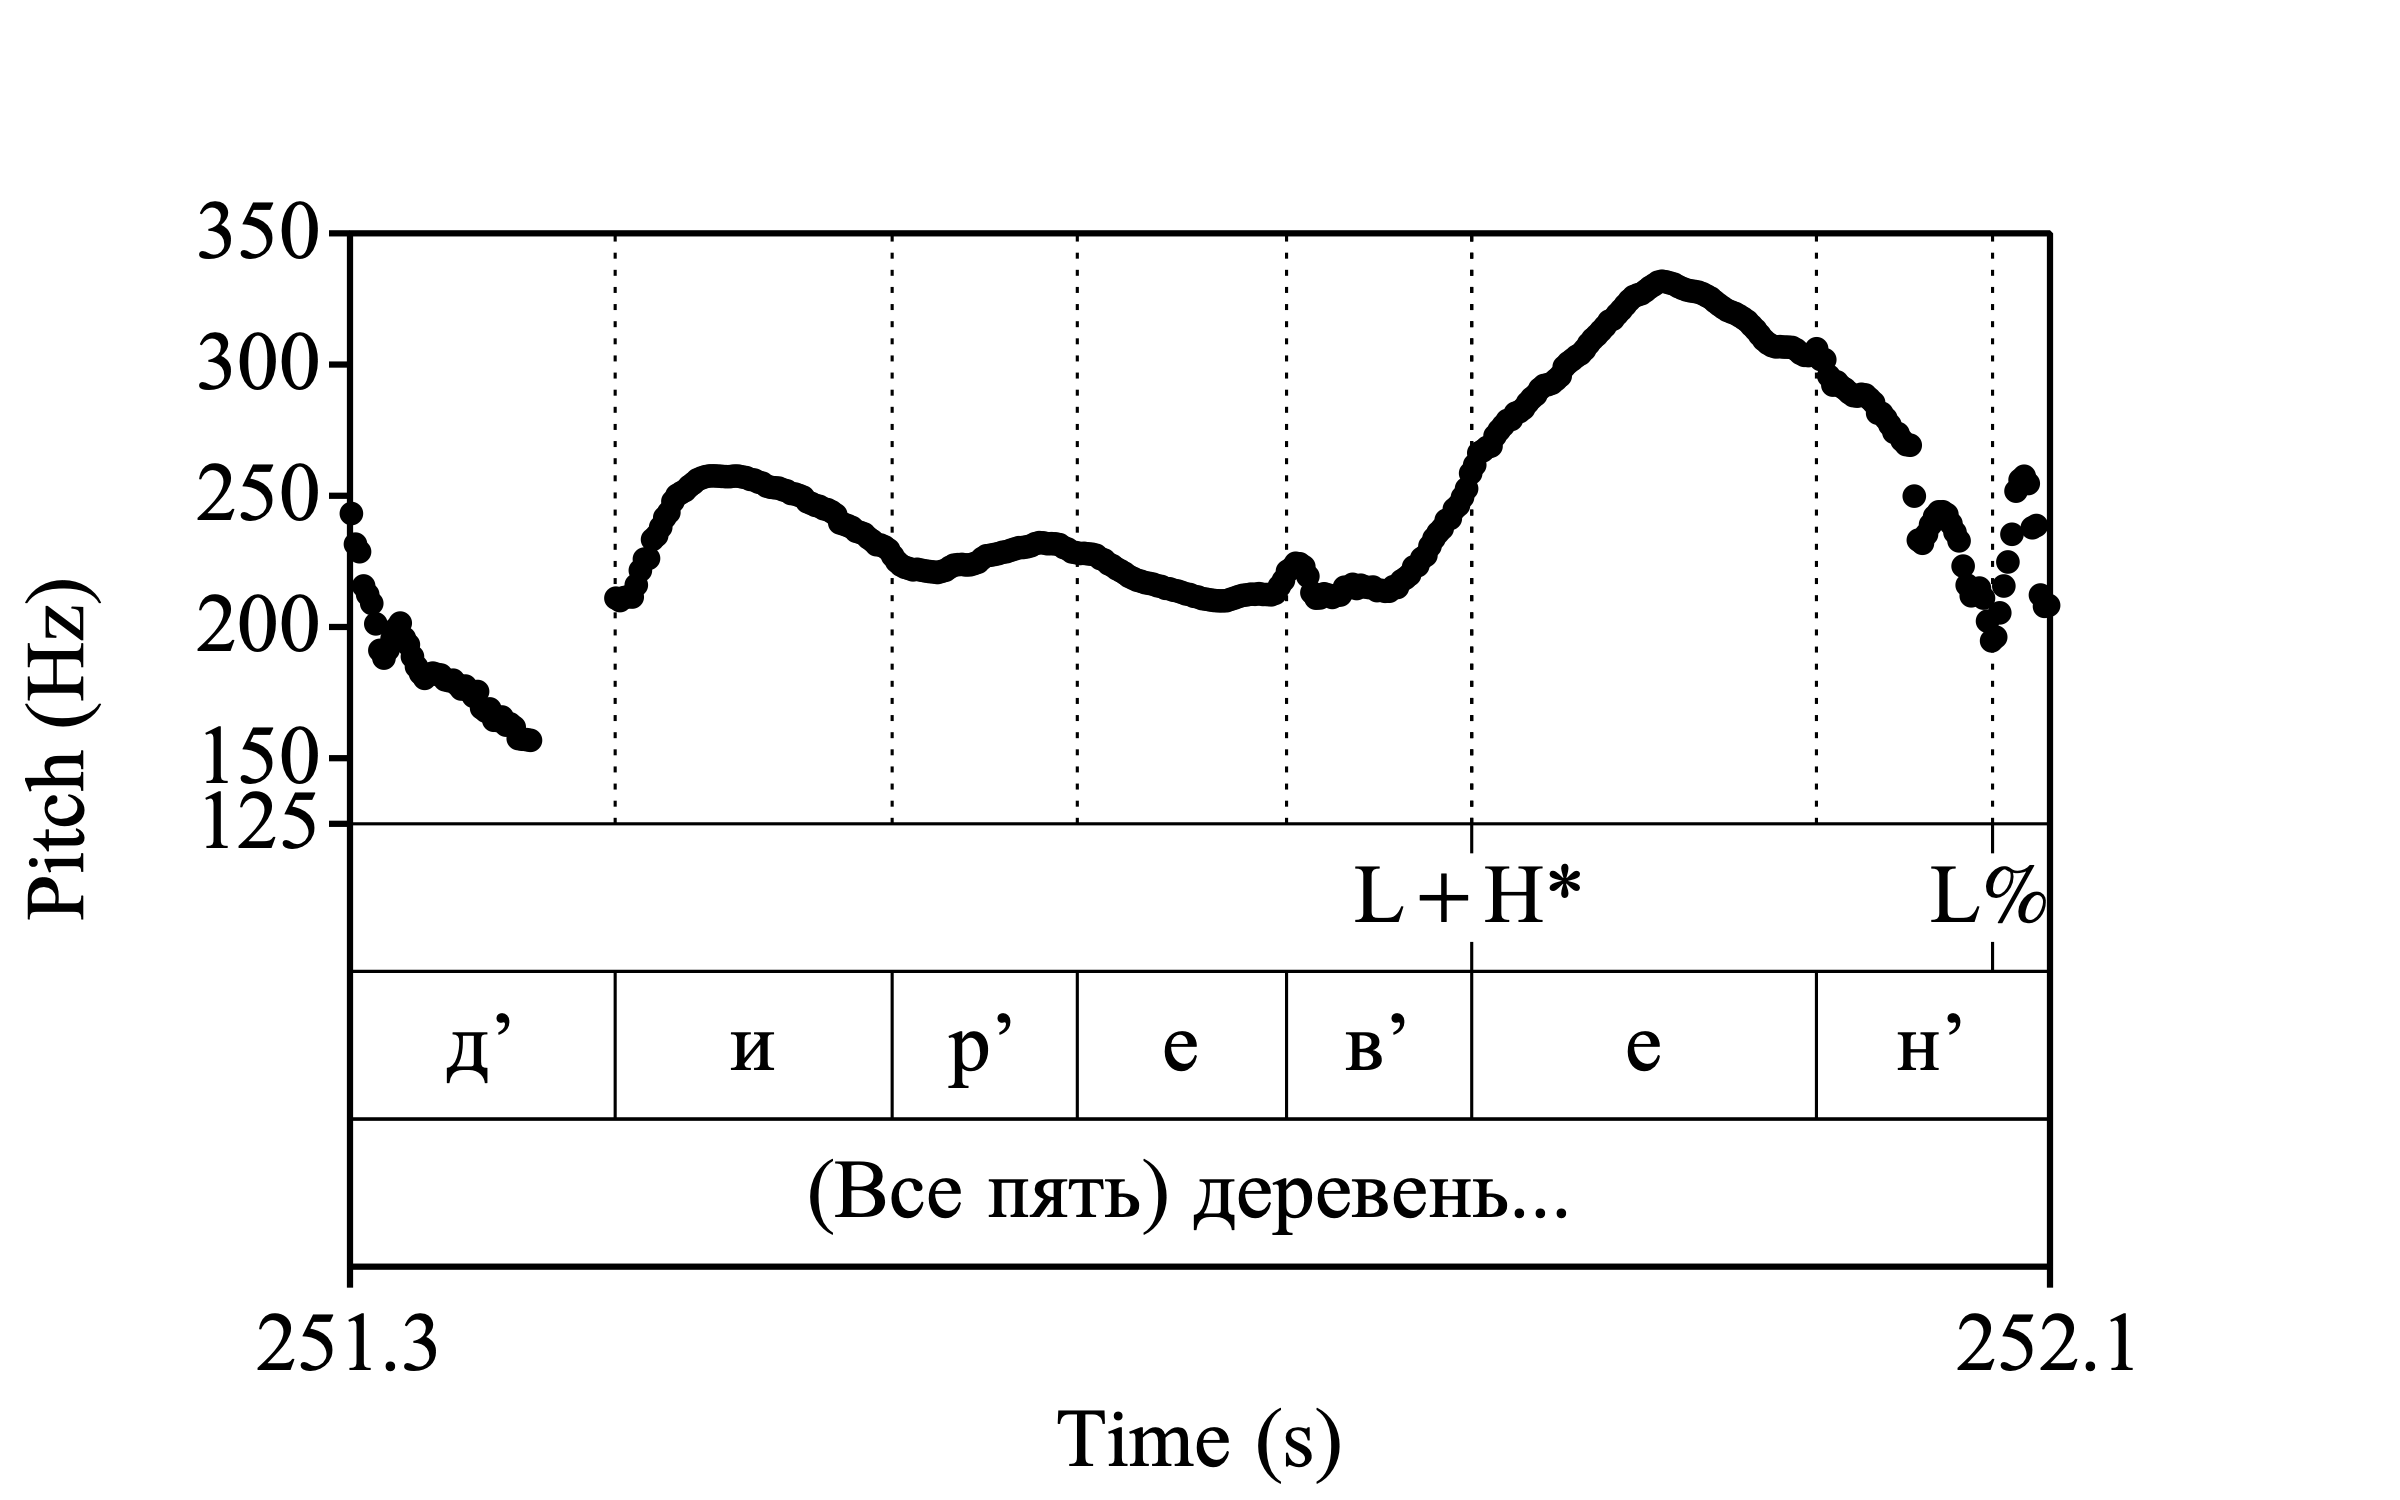 350
300
250
200
150
125
Pitch (Hz)
L+H* L%
д’ и р’ е в’ е н’
(Все пять) деревень...
251.3 252.1
Time (s)